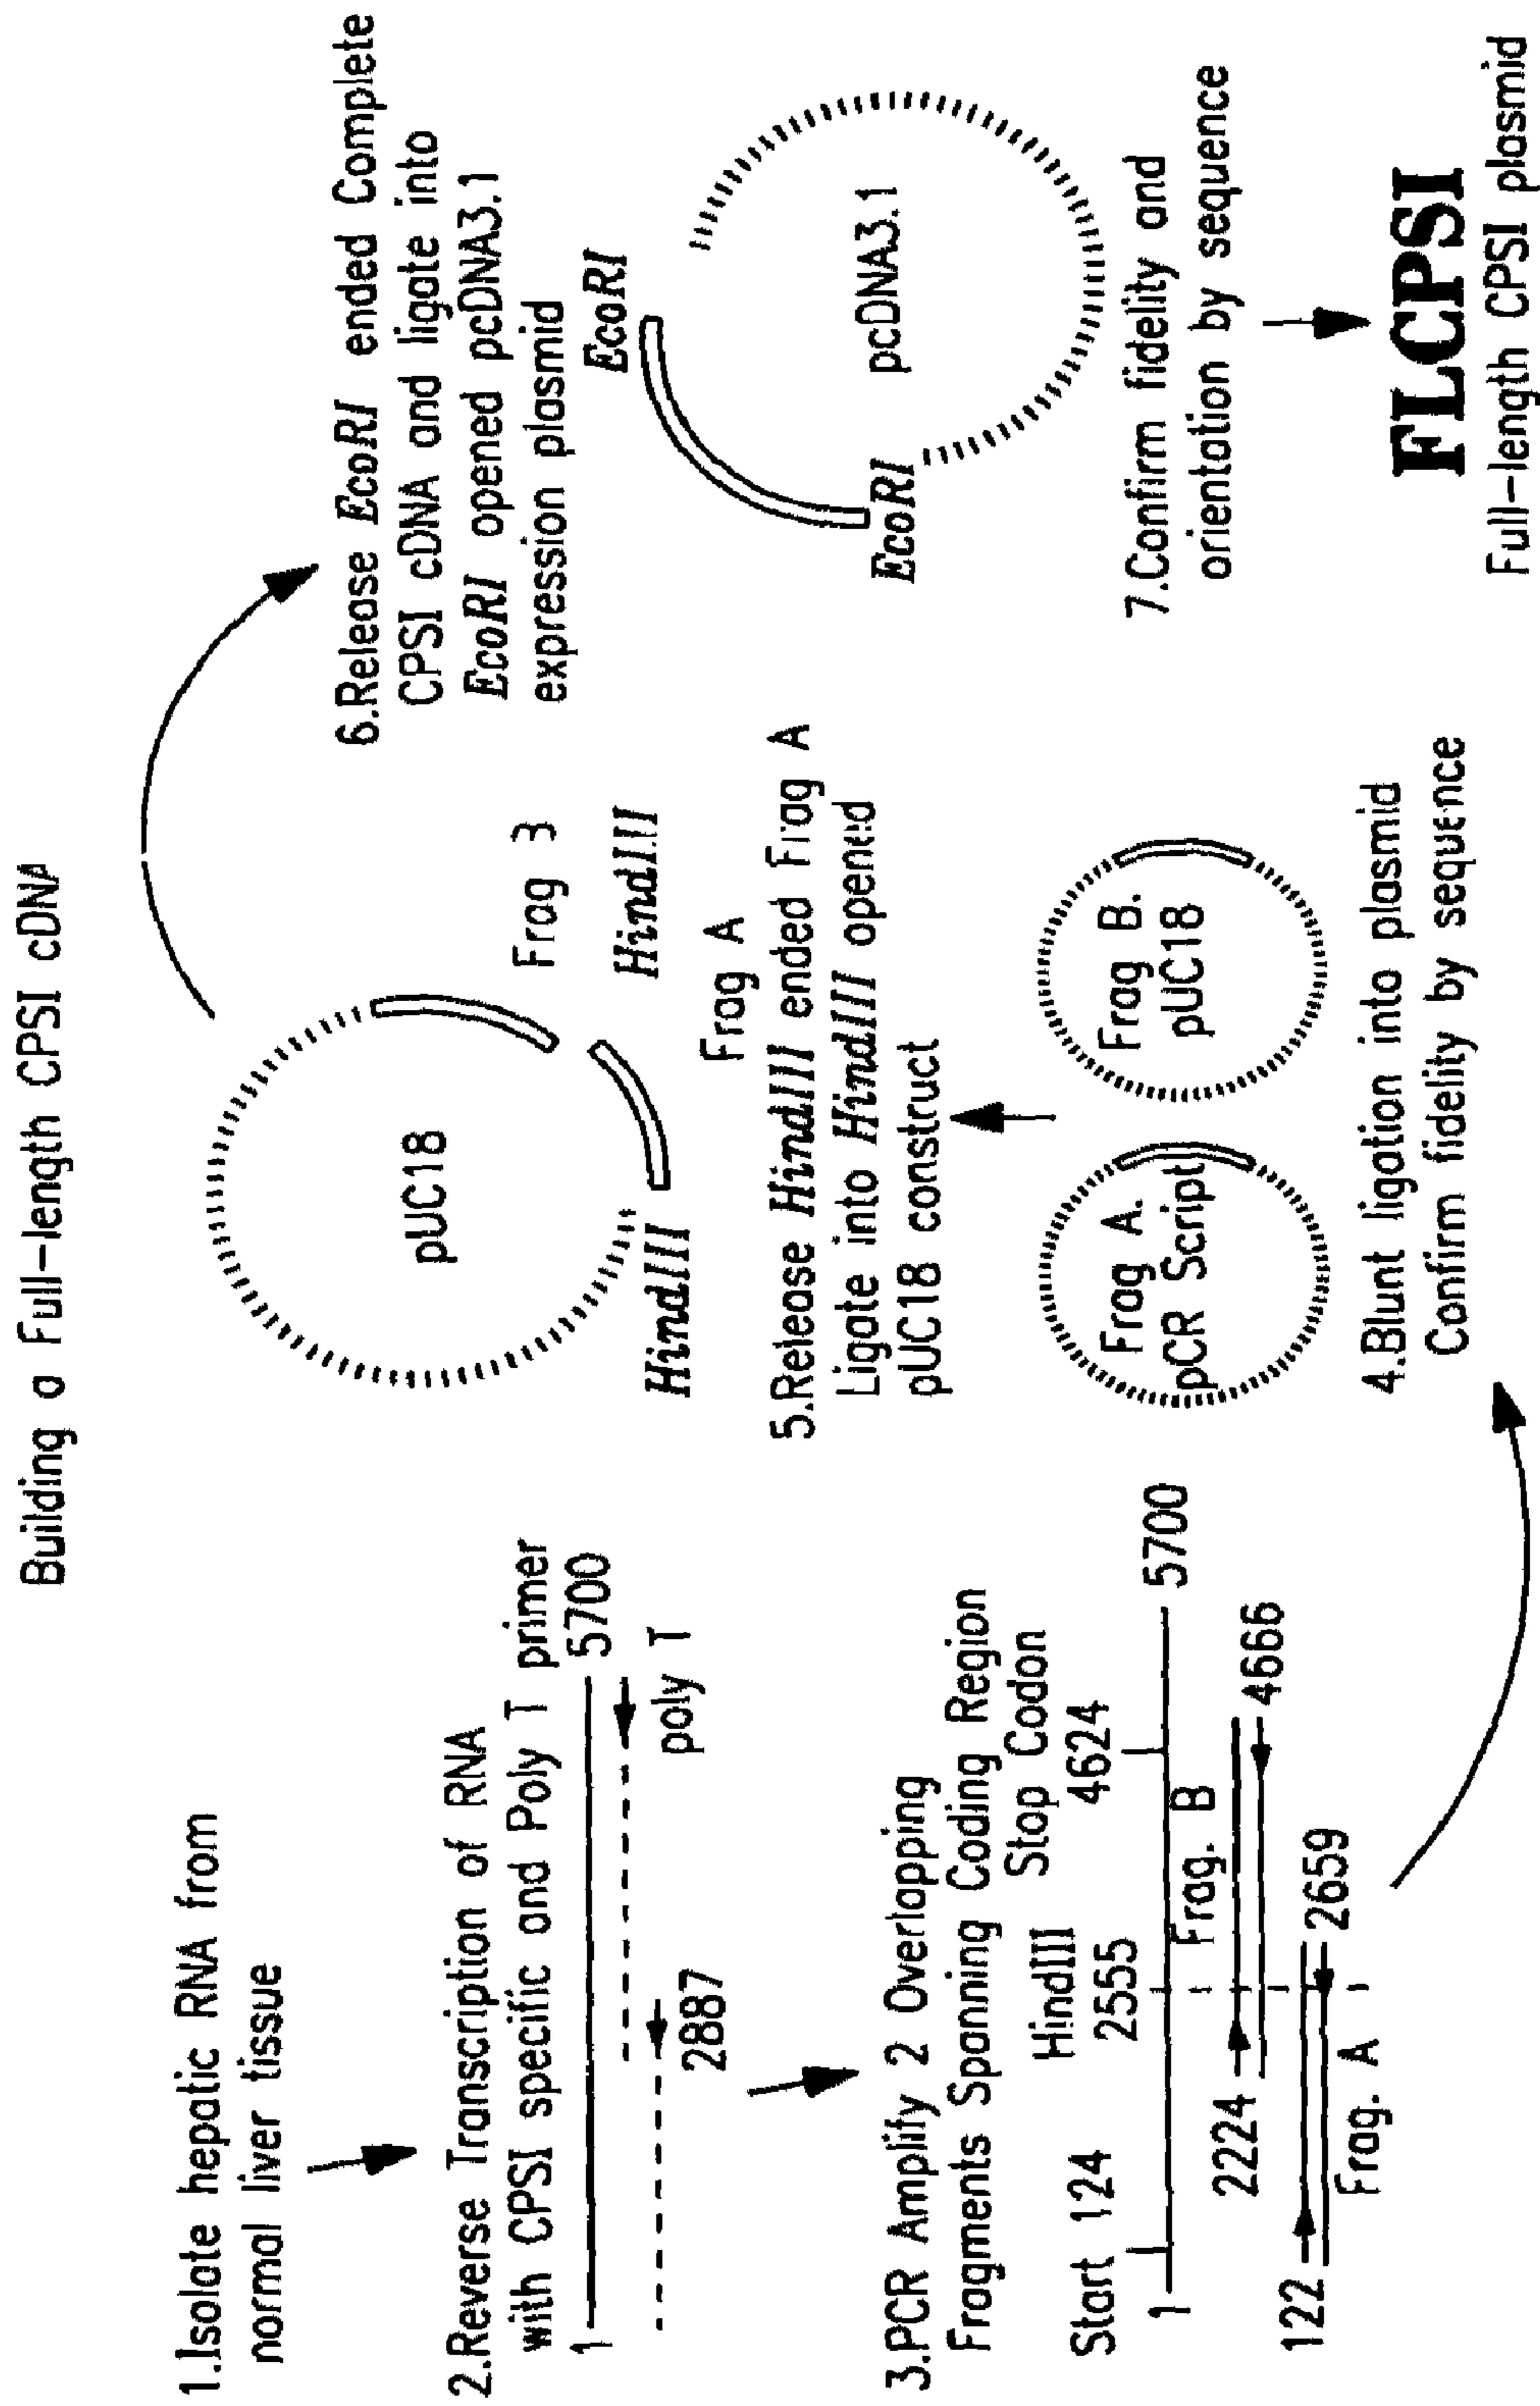 Building a Full-length CPSI cDNA
1.Isolate hepatic RNA from
normal liver tissue
2.Reverse Transcription of RNA
with CPSI specific and Poly T primer
1
5700
poly T
2887
3.PCR Amplify 2 Overlapping
Fragments Spanning Coding Region
Start 124
HindIII
2555
Stop Codon
4624
1
5700
Frag. B
2224
4666
122
2659
Frag. A
4.Blunt ligation into plasmid
Confirm fidelity by sequence
Frag A.
pCR Script
Frag B.
pUC18
5.Release HindIII ended Frag A
Ligate into HindIII opened
pUC18 construct
pUC18
Frag 3
HindIII
HindIII
Frag A
6.Release EcoRI ended Complete
CPSI cDNA and ligate into
EcoRI opened pcDNA3.1
expression plasmid
EcoRI
EcoRI
pcDNA3.1
7.Confirm fidelity and
orientation by sequence
FLCPSI
Full-length CPSI plasmid